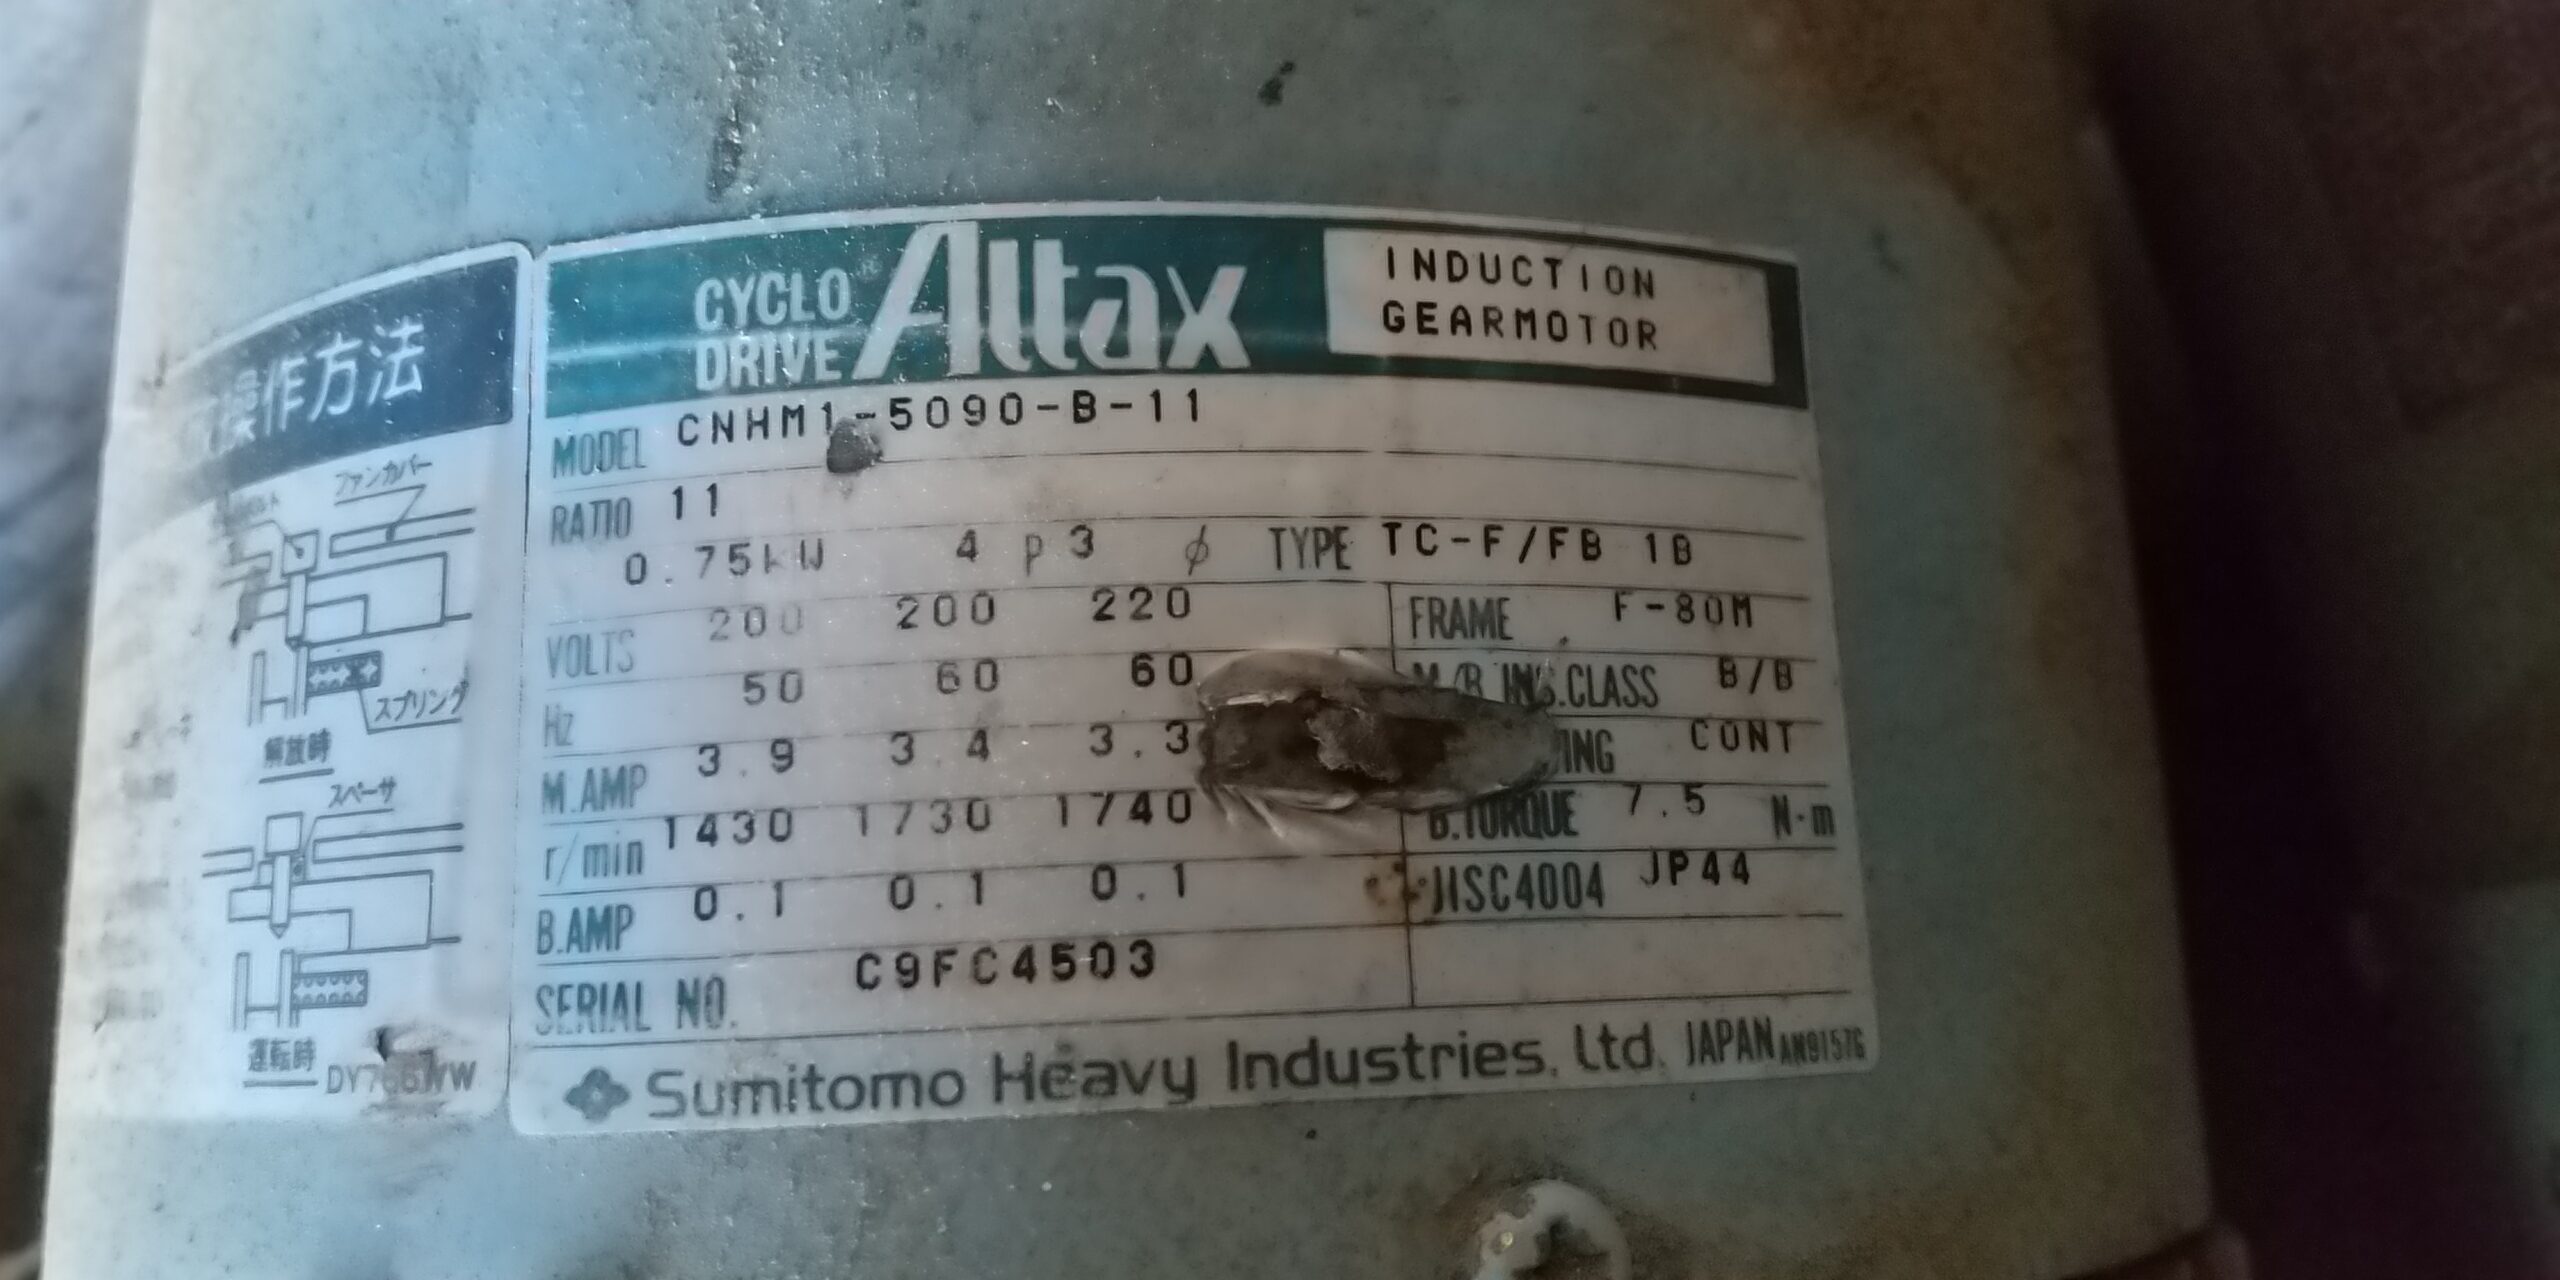 操作方法
ファンカバー
スプリング
解放時
スペーサ
運転時
CYCLO DRIVE Altax
INDUCTION
GEARMOTOR
MODEL CNHM1-5090-B-11
RATIO 11
0.75kW 4 P 3 φ TYPE TC-F/FB 1B
VOLTS 200 200 220
Hz 50 60 60
M.AMP 3.9 3.4 3.3
r/min 1430 1730 1740
B.AMP 0.1 0.1 0.1
SERIAL NO. C9FC4503
FRAME F-80M
M/B INS.CLASS B/B
CONT
B.TORQUE 7.5 N·m
JISC4004 JP44
Sumitomo Heavy Industries, Ltd. JAPAN AN9157G